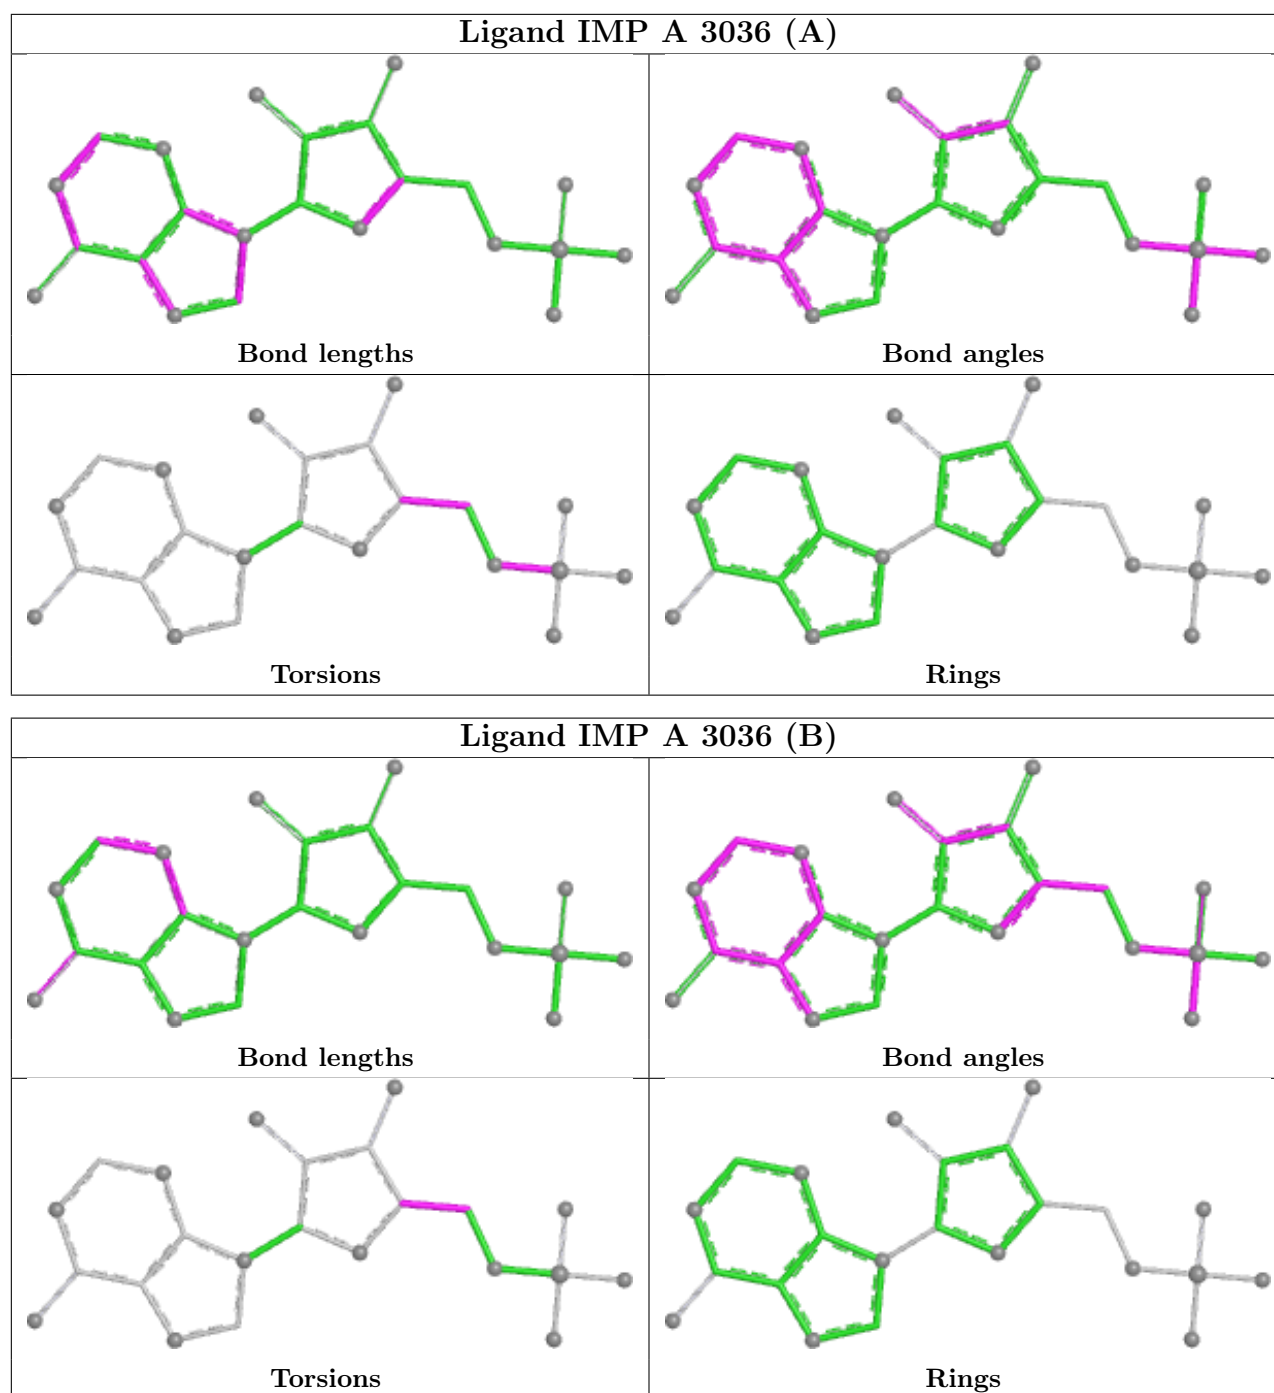 Ligand IMP A 3036 (A)
Bond lengths
Bond angles
Torsions
Rings
Ligand IMP A 3036 (B)
Bond lengths
Bond angles
Torsions
Rings